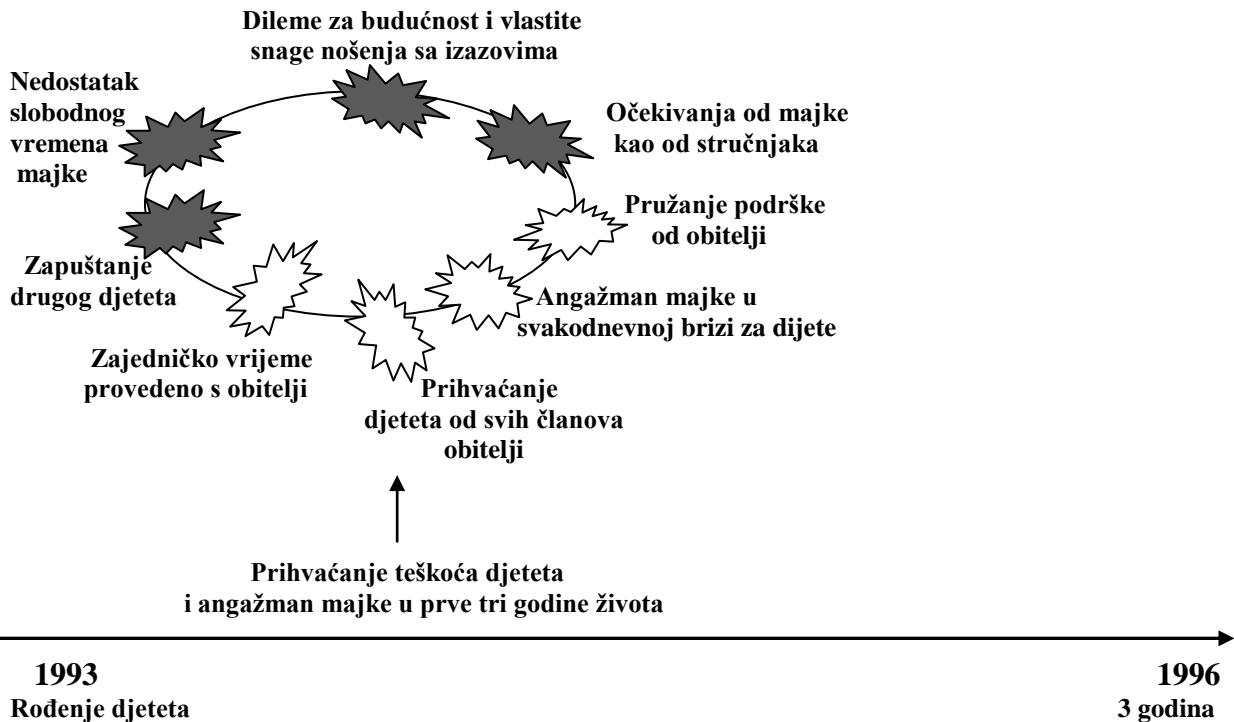 Dileme za budućnost i vlastite
snage nošenja sa izazovima
Nedostatak
slobodnog
vremena
majke
Očekivanja od majke
kao od stručnjaka
Pružanje podrške
od obitelji
Zapuštanje
drugog djeteta
Angažman majke u
svakodnevnoj brizi za dijete
Zajedničko vrijeme
provedeno s obitelji
Prihvaćanje
djeteta od svih članova
obitelji
Prihvaćanje teškoća djeteta
i angažman majke u prve tri godine života
1993
Rođenje djeteta
1996
3 godina